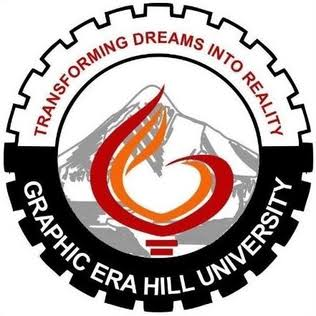 TRANSFORMING DREAMS INTO REALITY
GRAPHIC ERA HILL UNIVERSITY